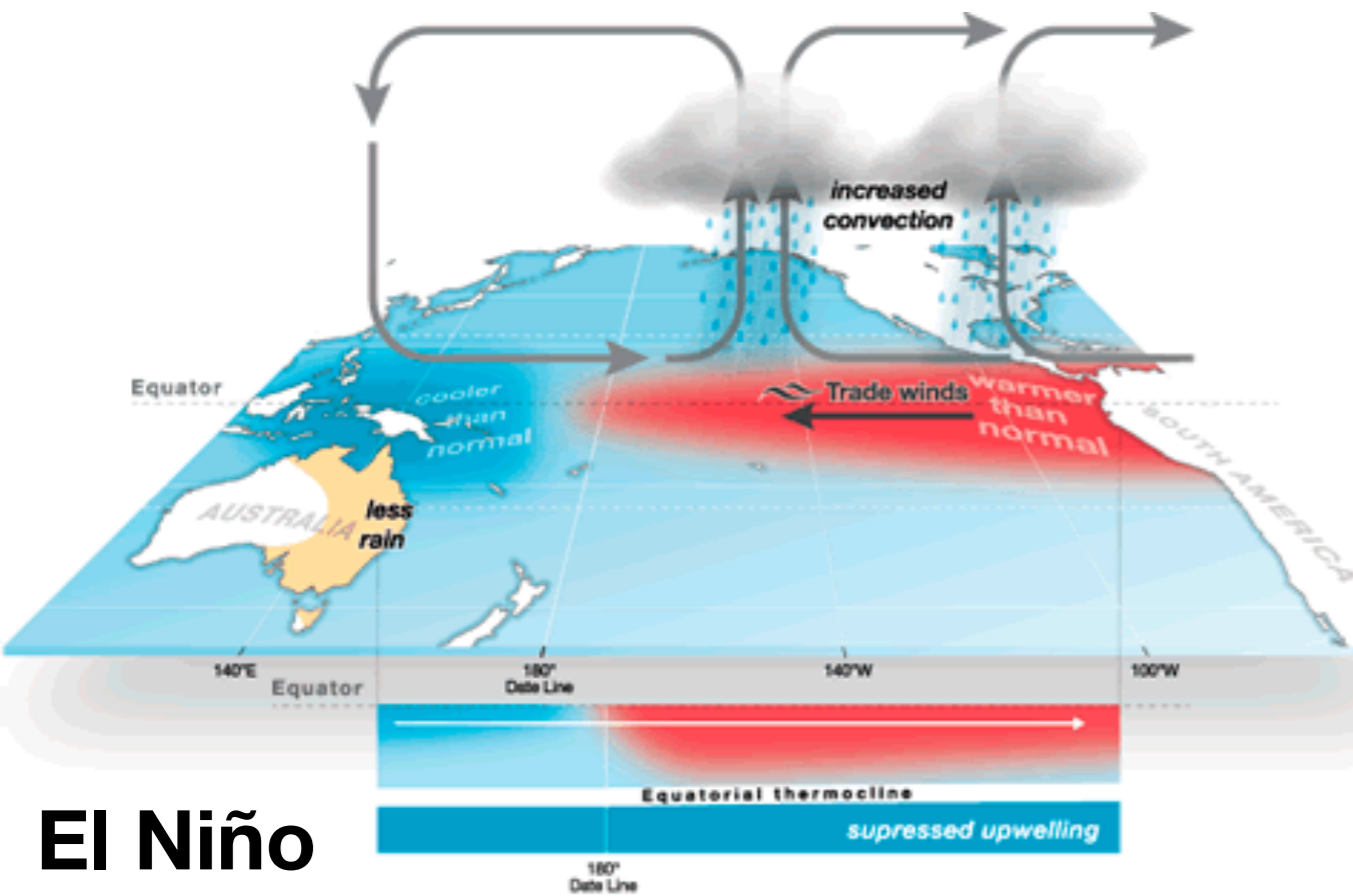 increased
convection
Equator
Trade winds
cooler
than
normal
warmer
than
normal
SOUTH AMERICA
AUSTRALIA
less
rain
140°E
180°
Date Line
140°W
100°W
Equator
Equatorial thermocline
supressed upwelling
El Niño
180°
Date Line